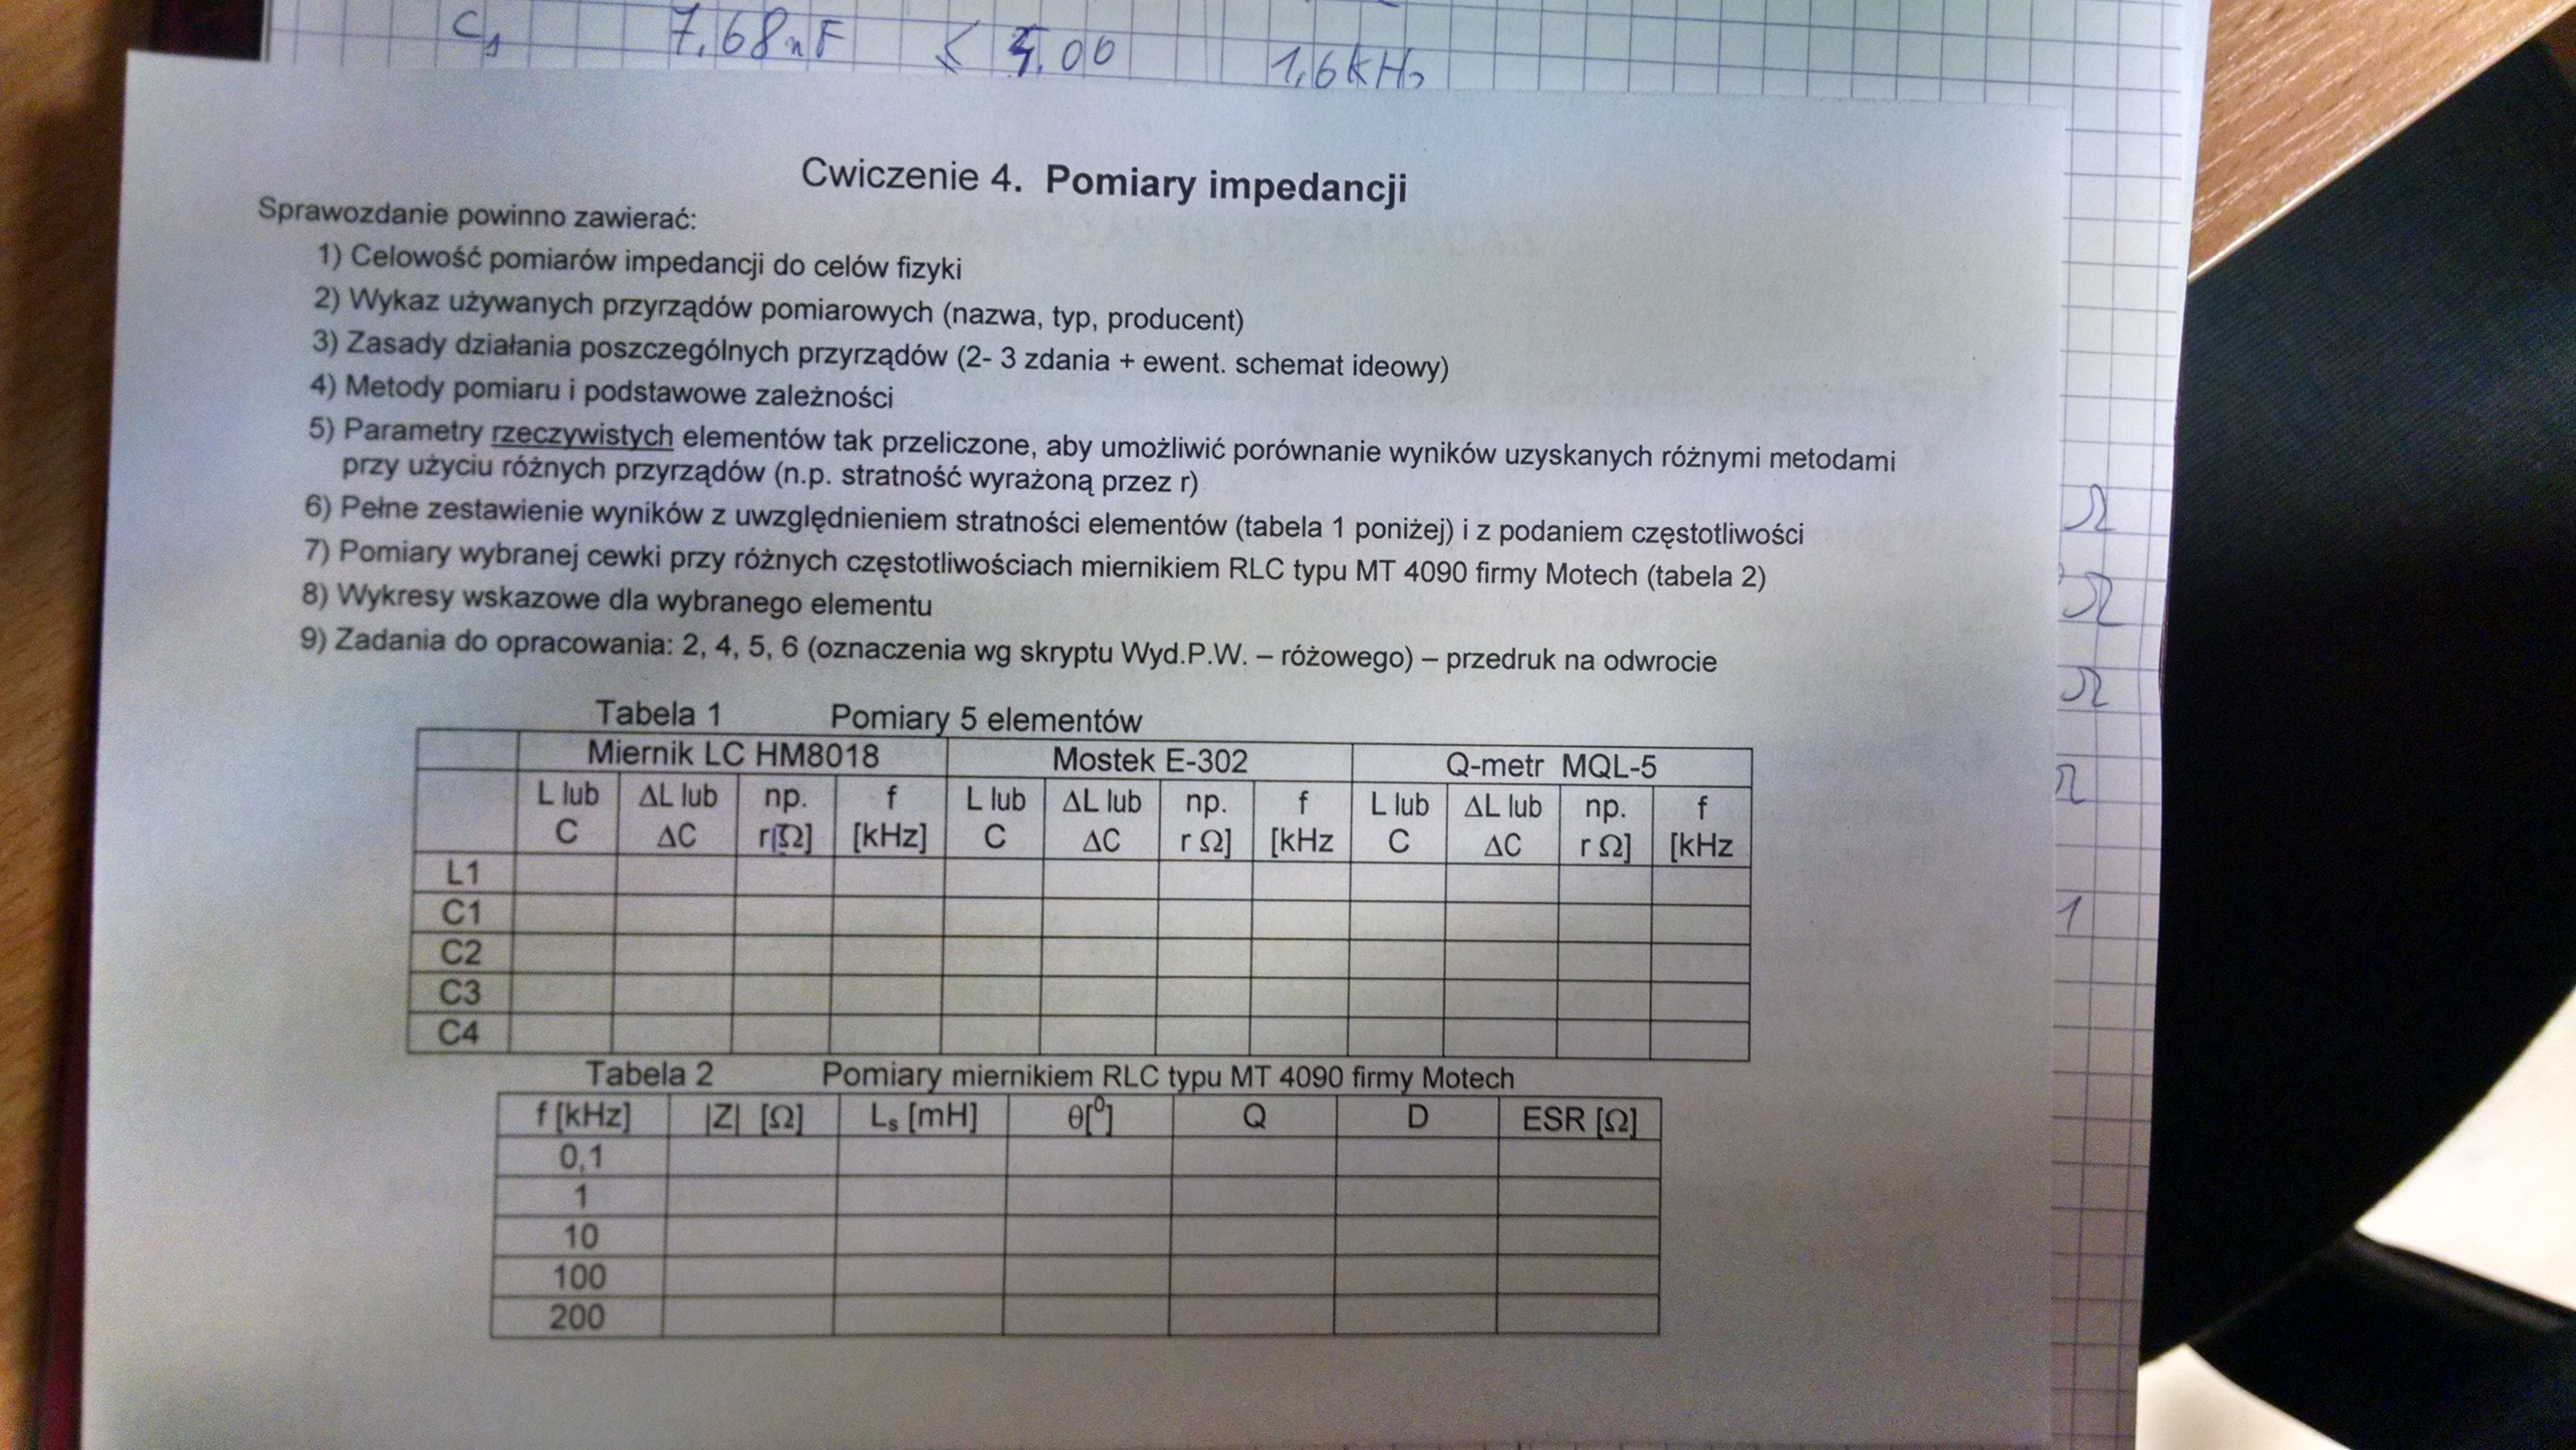 C1 7,68nF 1,6kHz
Cwiczenie 4. Pomiary impedancji
Sprawozdanie powinno zawierać:
1) Celowość pomiarów impedancji do celów fizyki
2) Wykaz używanych przyrządów pomiarowych (nazwa, typ, producent)
3) Zasady działania poszczególnych przyrządów (2- 3 zdania + ewent. schemat ideowy)
4) Metody pomiaru i podstawowe zależności
5) Parametry rzeczywistych elementów tak przeliczone, aby umożliwić porównanie wyników uzyskanych różnymi metodami
przy użyciu różnych przyrządów (n.p. stratność wyrażoną przez r)
6) Pełne zestawienie wyników z uwzględnieniem stratności elementów (tabela 1 poniżej) i z podaniem częstotliwości
7) Pomiary wybranej cewki przy różnych częstotliwościach miernikiem RLC typu MT 4090 firmy Motech (tabela 2)
8) Wykresy wskazowe dla wybranego elementu
9) Zadania do opracowania: 2, 4, 5, 6 (oznaczenia wg skryptu Wyd.P.W. – różowego) – przedruk na odwrocie
Tabela 1 Pomiary 5 elementów
Miernik LC HM8018 Mostek E-302 Q-metr MQL-5
L lub ΔL lub np. f L lub ΔL lub np. f L lub ΔL lub np. f
C ΔC r[Ω] [kHz] C ΔC r Ω] [kHz C ΔC r Ω] [kHz
L1
C1
C2
C3
C4
Tabela 2 Pomiary miernikiem RLC typu MT 4090 firmy Motech
f [kHz] |Z| [Ω] Ls [mH] θ[⁰] Q D ESR [Ω]
0,1
1
10
100
200
Ω
Ω
Ω
Ω
1